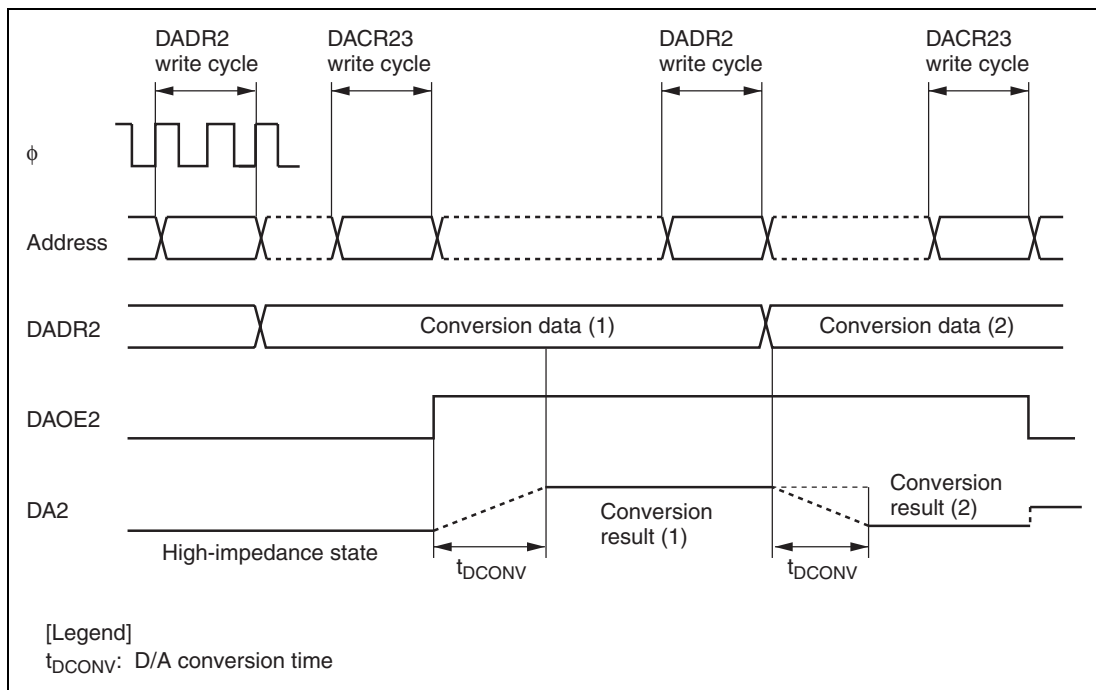 DADR2
write cycle
DACR23
write cycle
DADR2
write cycle
DACR23
write cycle
ϕ
Address
DADR2
Conversion data (1)
Conversion data (2)
DAOE2
DA2
High-impedance state
Conversion
result (1)
Conversion
result (2)
tDCONV
tDCONV
[Legend]
tDCONV: D/A conversion time